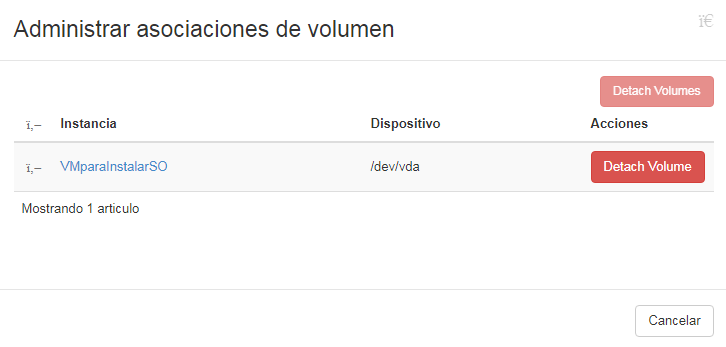 Administrar asociaciones de volumen
ï€
Detach Volumes
ï‚– Instancia Dispositivo Acciones
ï‚– VMparaInstalarSO /dev/vda Detach Volume
Mostrando 1 articulo
Cancelar